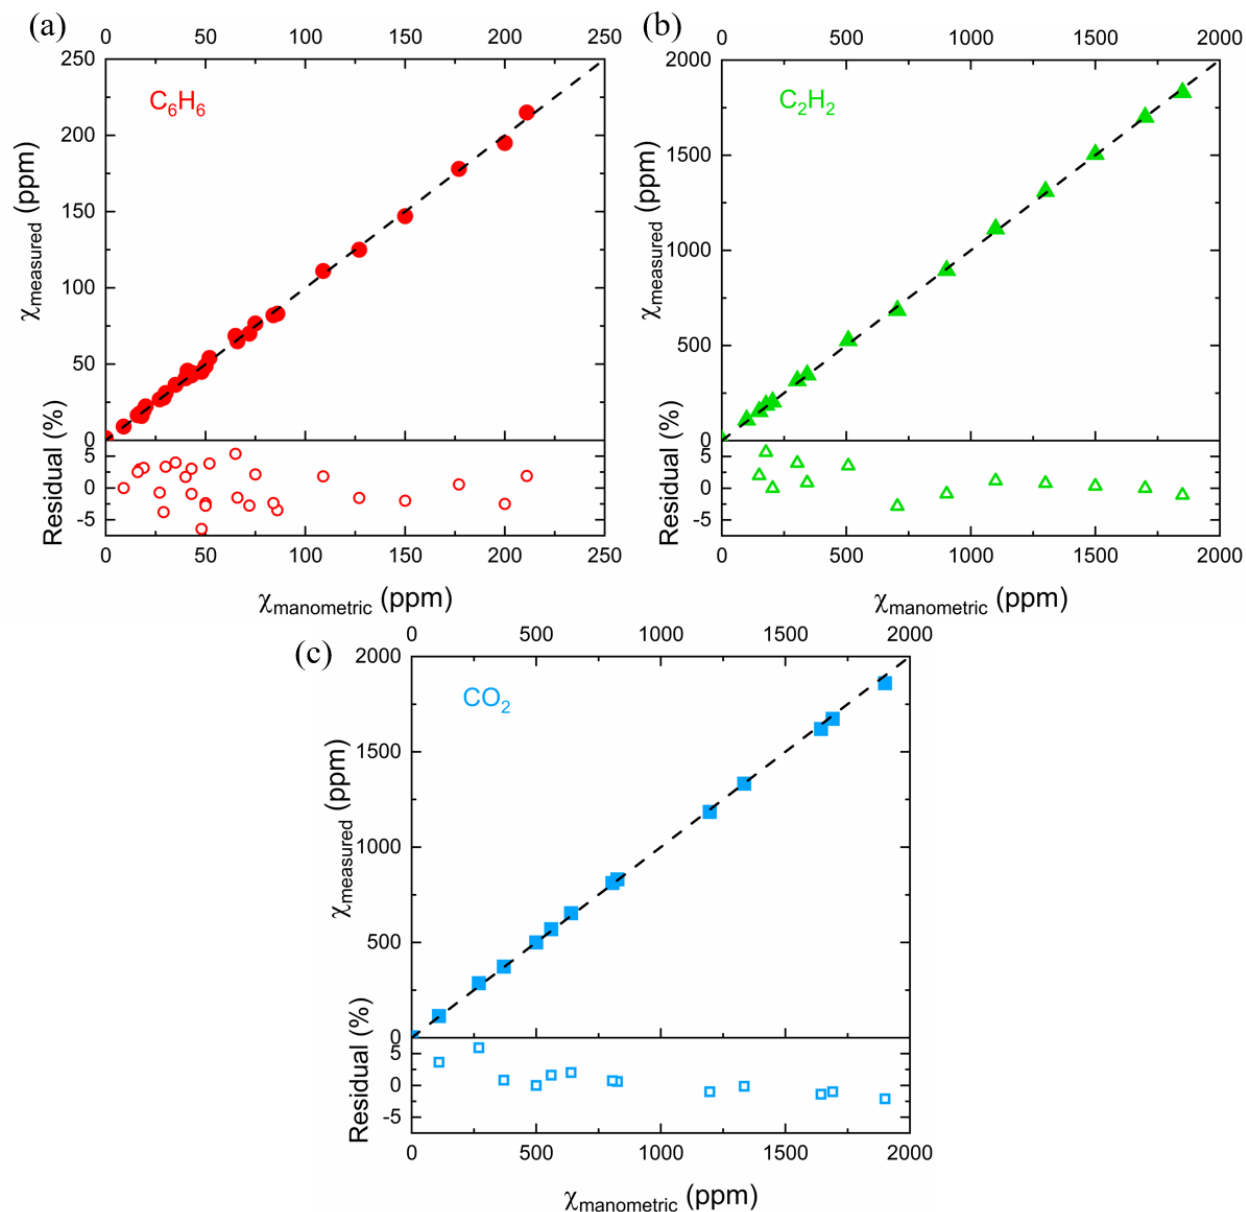 (a)
0 50 100 150 200 250
250
200
150
100
50
0
χmeasured (ppm)
C6H6
Residual (%)
5
0
-5
0 50 100 150 200 250
χmanometric (ppm)
(b)
0 500 1000 1500 2000
2000
1500
1000
500
0
χmeasured (ppm)
C2H2
Residual (%)
5
0
-5
0 500 1000 1500 2000
χmanometric (ppm)
(c)
0 500 1000 1500 2000
2000
1500
1000
500
0
χmeasured (ppm)
CO2
Residual (%)
5
0
-5
0 500 1000 1500 2000
χmanometric (ppm)